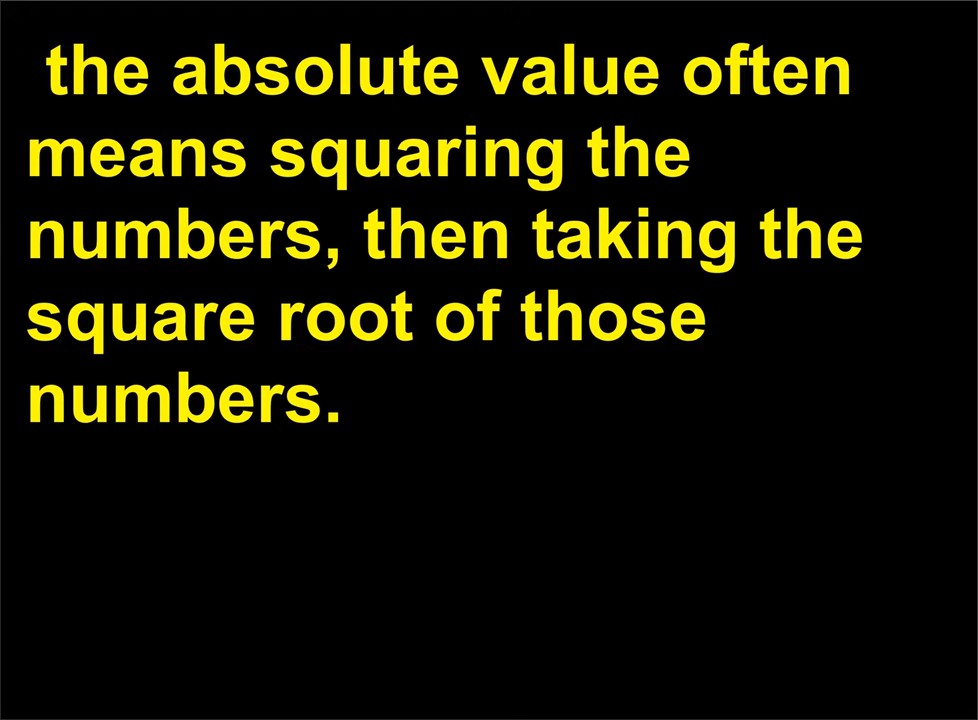 the absolute value often
means squaring the
numbers, then taking the
square root of those
numbers.